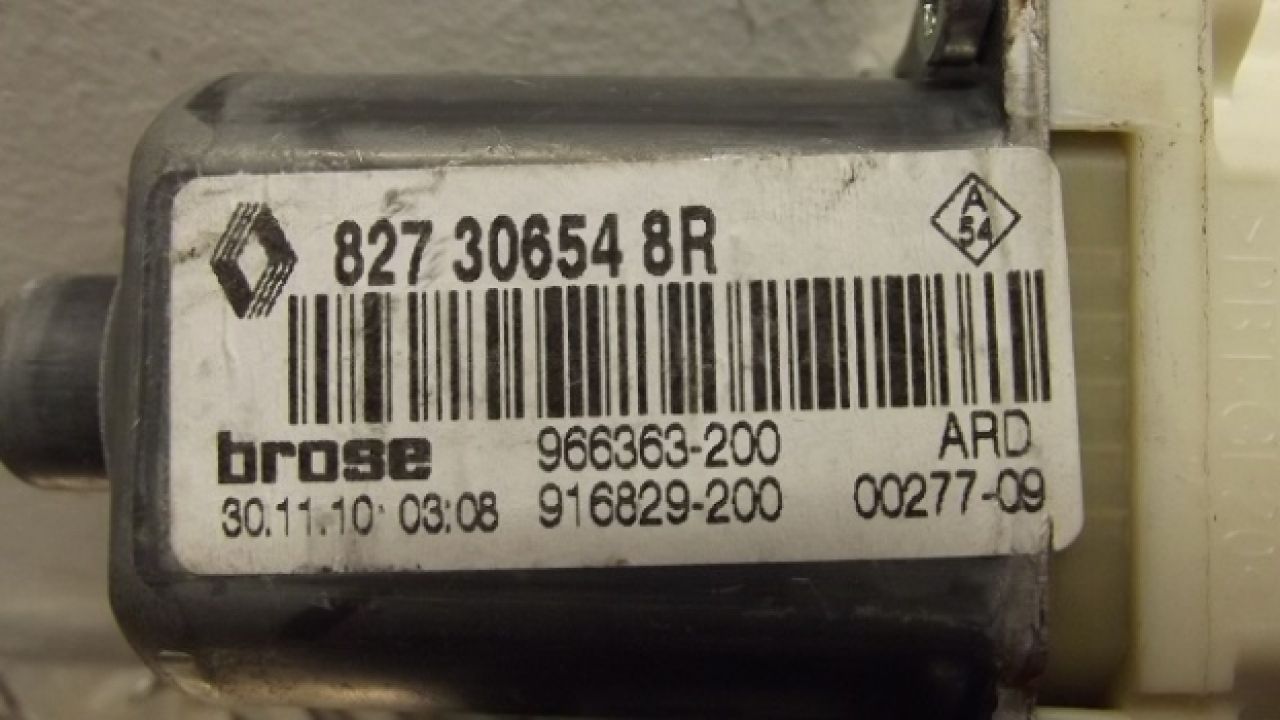 827 30654 8R
A
54
brose
966363-200
ARD
30.11.10 03:08
916829-200
00277-09